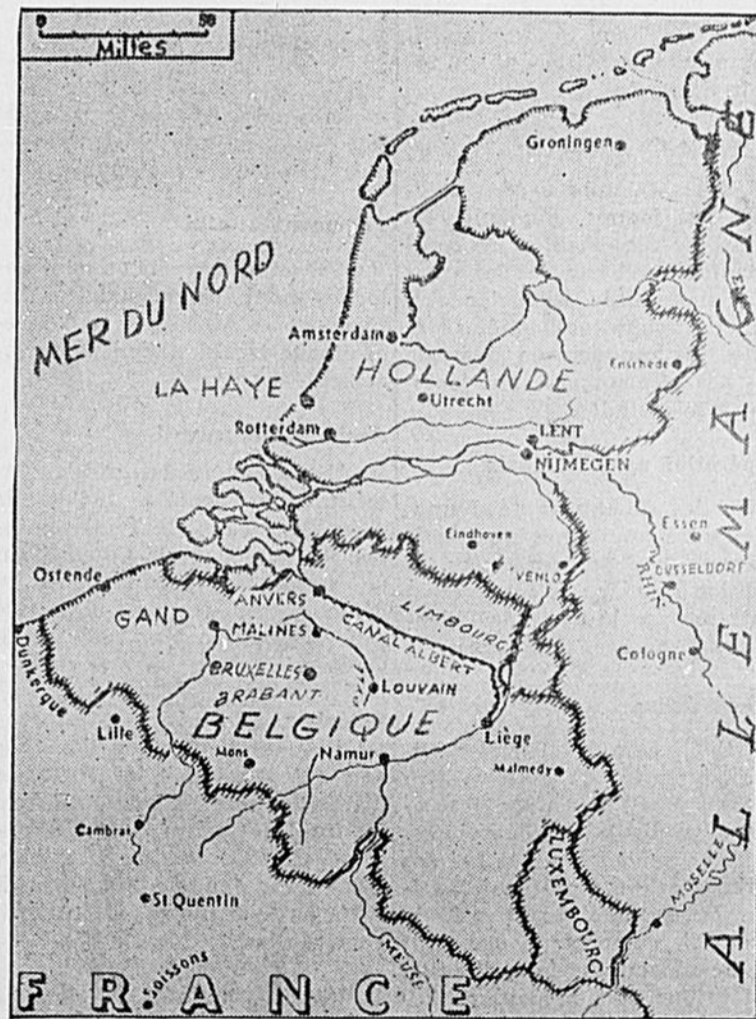 0 50
Milles
Groningen
MER DU NORD
Amsterdam
HOLLANDE
Enschede
LA HAYE
Utrecht
Rotterdam
LENT
NIJMEGEN
Eindhoven
Essen
VENLO
DUSSELDORF
RHIN
Ostende
ANVERS
LIMBOURG
GAND
MALINES
CANAL ALBERT
Dunkerque
BRUXELLES
BRABANT
LOUVAIN
Cologne
BELGIQUE
Lille
Liège
Mons
Namur
Malmedy
Cambrai
LUXEMBOURG
MOSELLE
St Quentin
MEUSE
Soissons
FRANCE
ALLEMAGNE